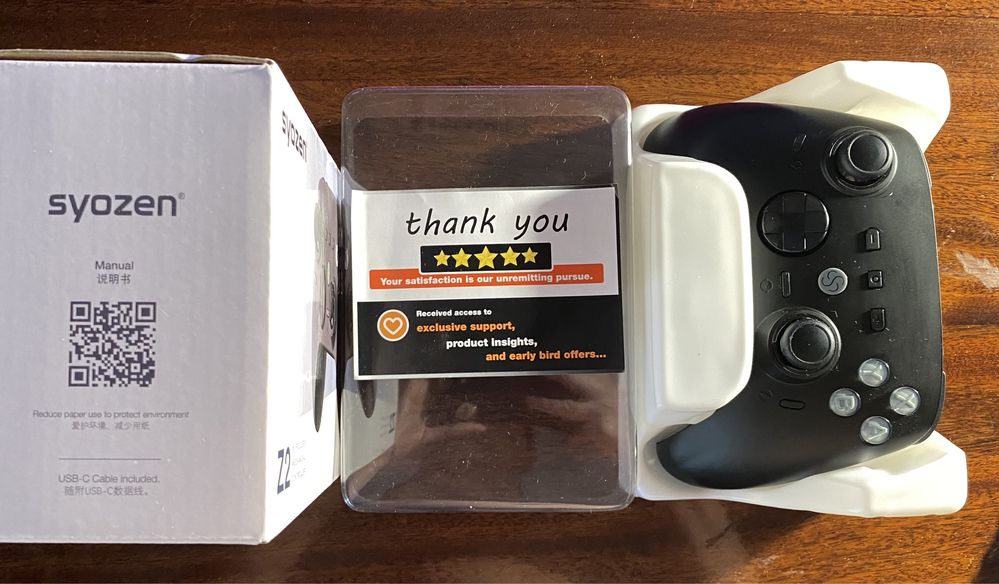 syozen®
Manual
说明书
Reduce paper use to protect environment
爱护环境、减少用纸
USB-C Cable included.
随附USB-C数据线。
syozen
Z2
thank you
Your satisfaction is our unremitting pursue.
Received access to
exclusive support,
product insights,
and early bird offers...
Y
X
B
A